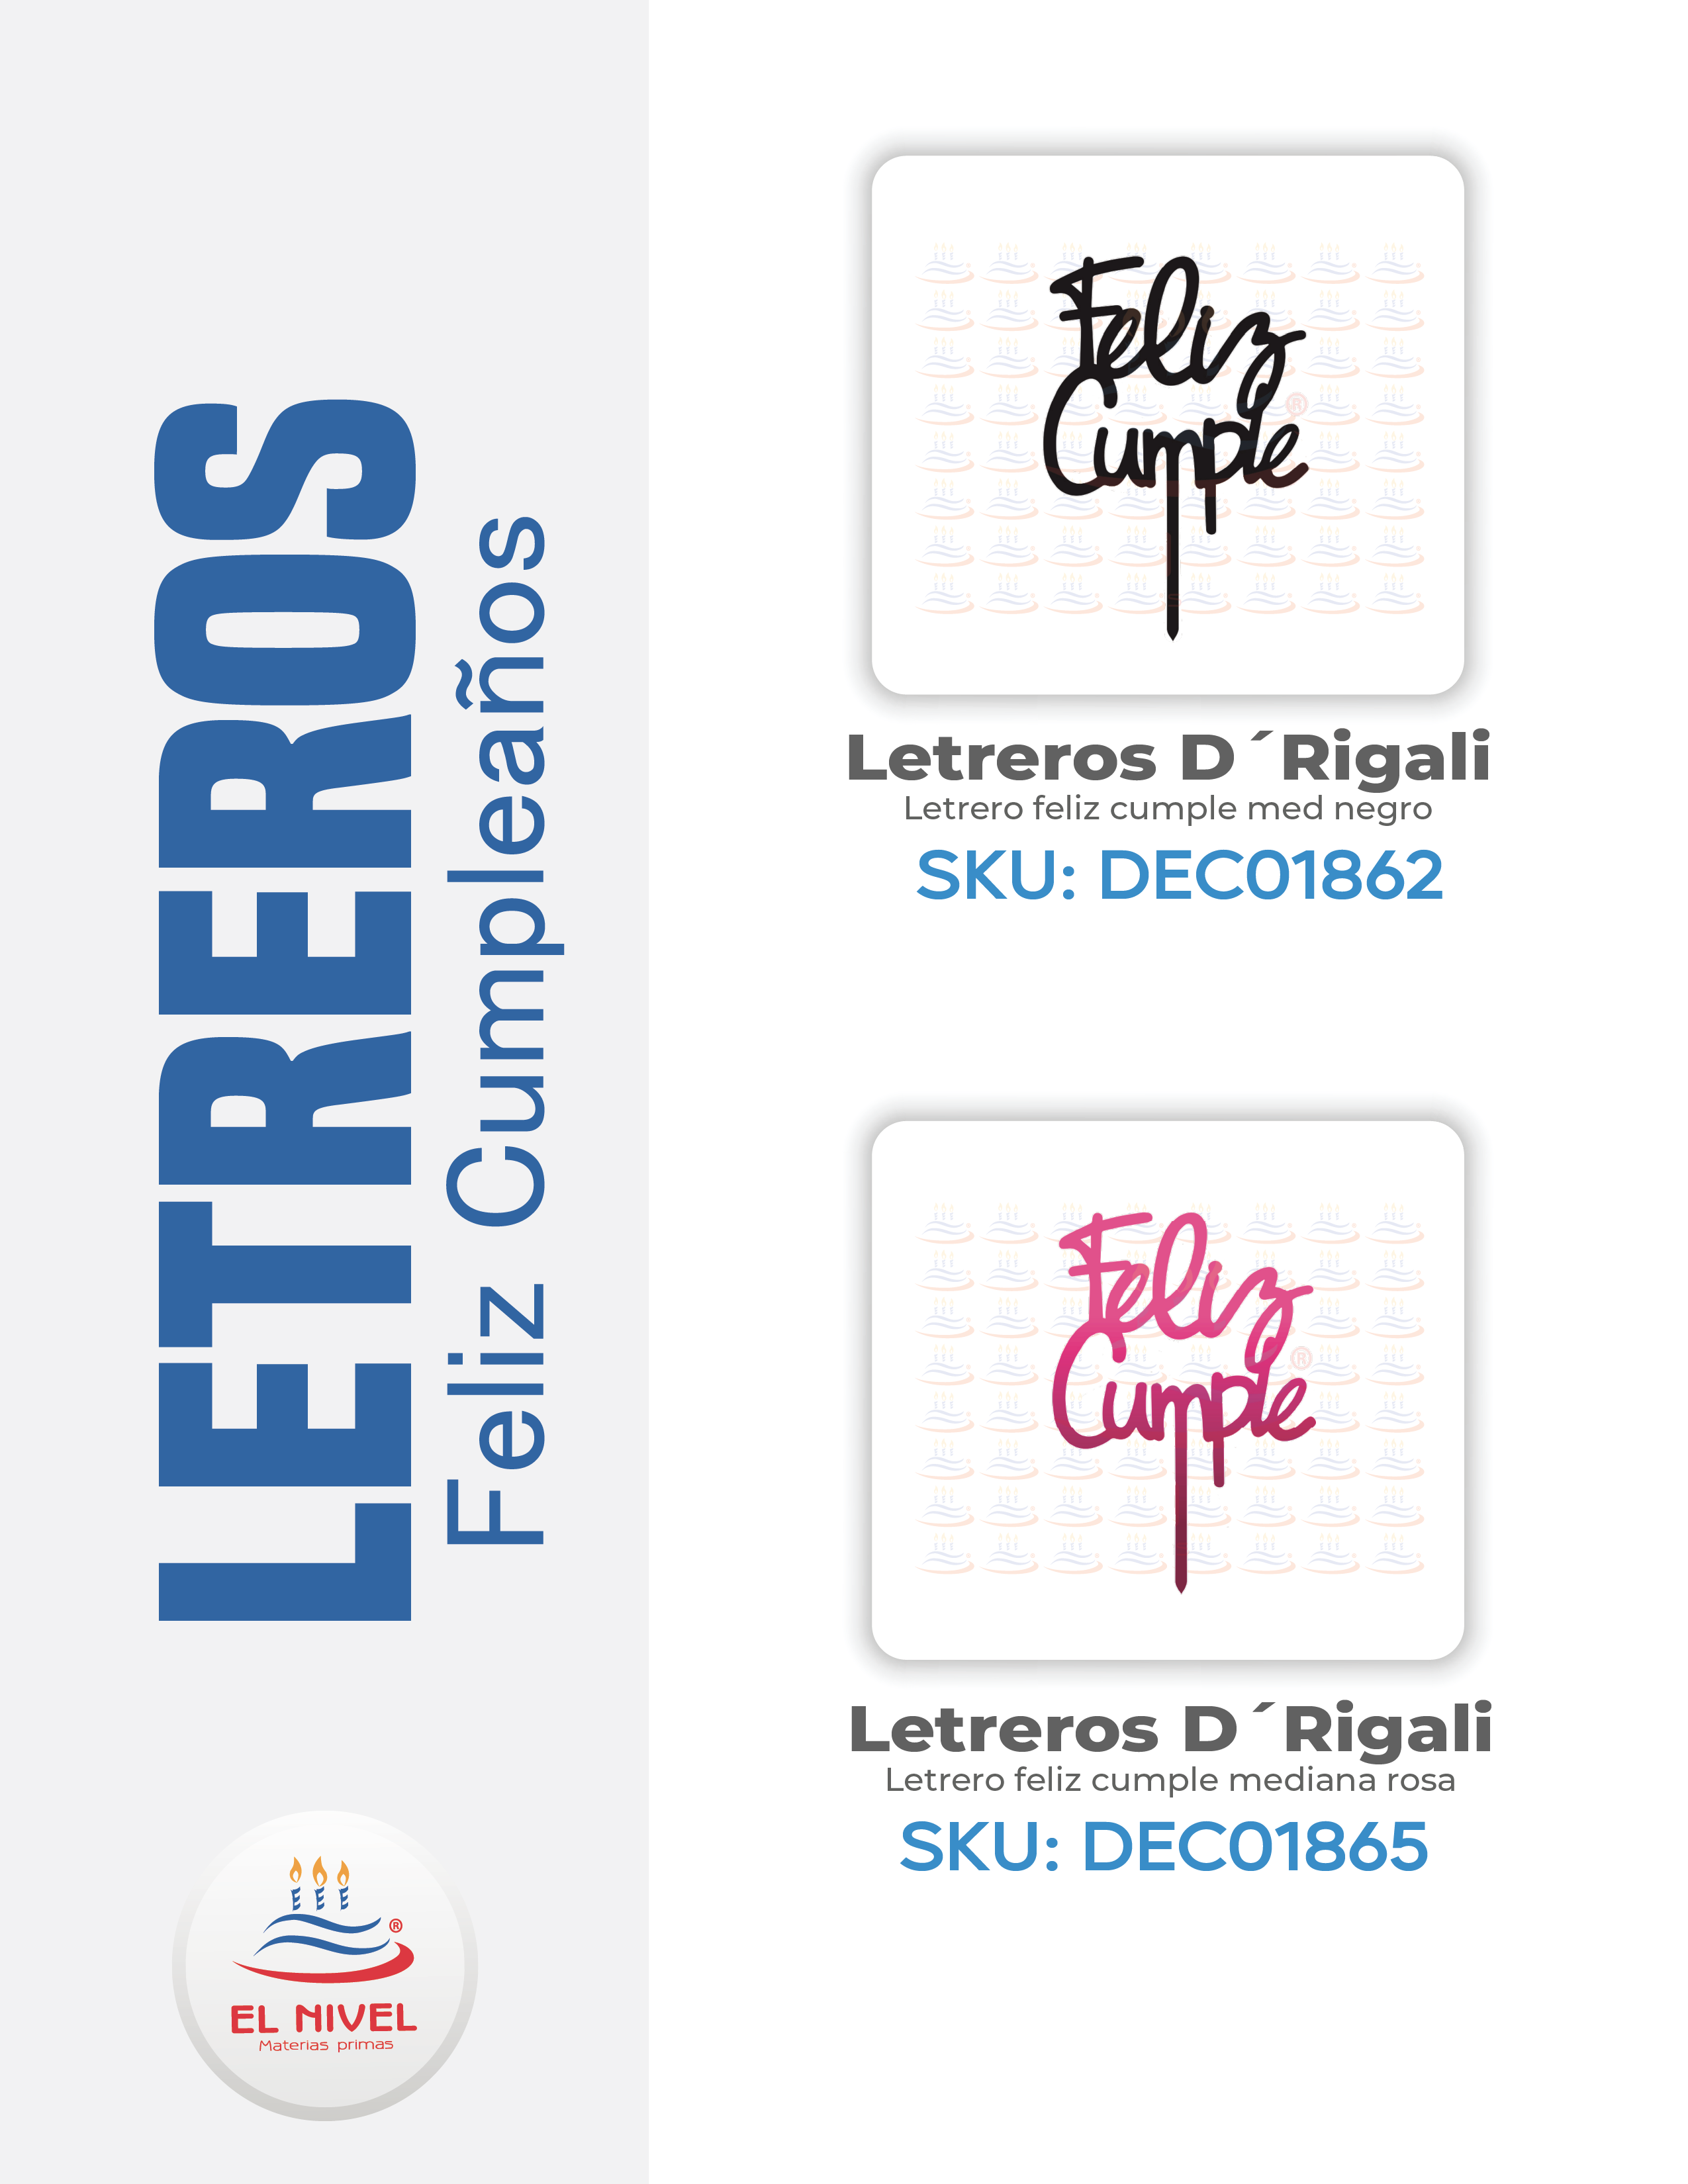 LETREROS
Feliz Cumpleaños
Feliz
Cumple
®
Letreros D´Rigali
Letrero feliz cumple med negro
SKU: DEC01862
Feliz
Cumple
®
Letreros D´Rigali
Letrero feliz cumple mediana rosa
SKU: DEC01865
®
EL NIVEL
Materias primas